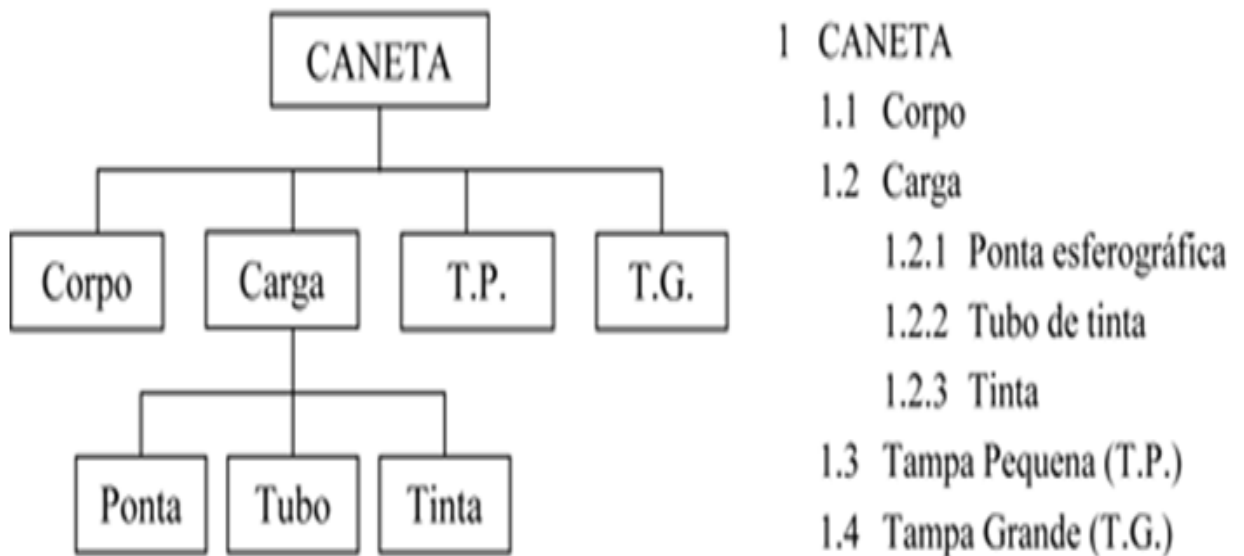 CANETA
Corpo
Carga
T.P.
T.G.
Ponta
Tubo
Tinta
1 CANETA
1.1 Corpo
1.2 Carga
1.2.1 Ponta esferográfica
1.2.2 Tubo de tinta
1.2.3 Tinta
1.3 Tampa Pequena (T.P.)
1.4 Tampa Grande (T.G.)